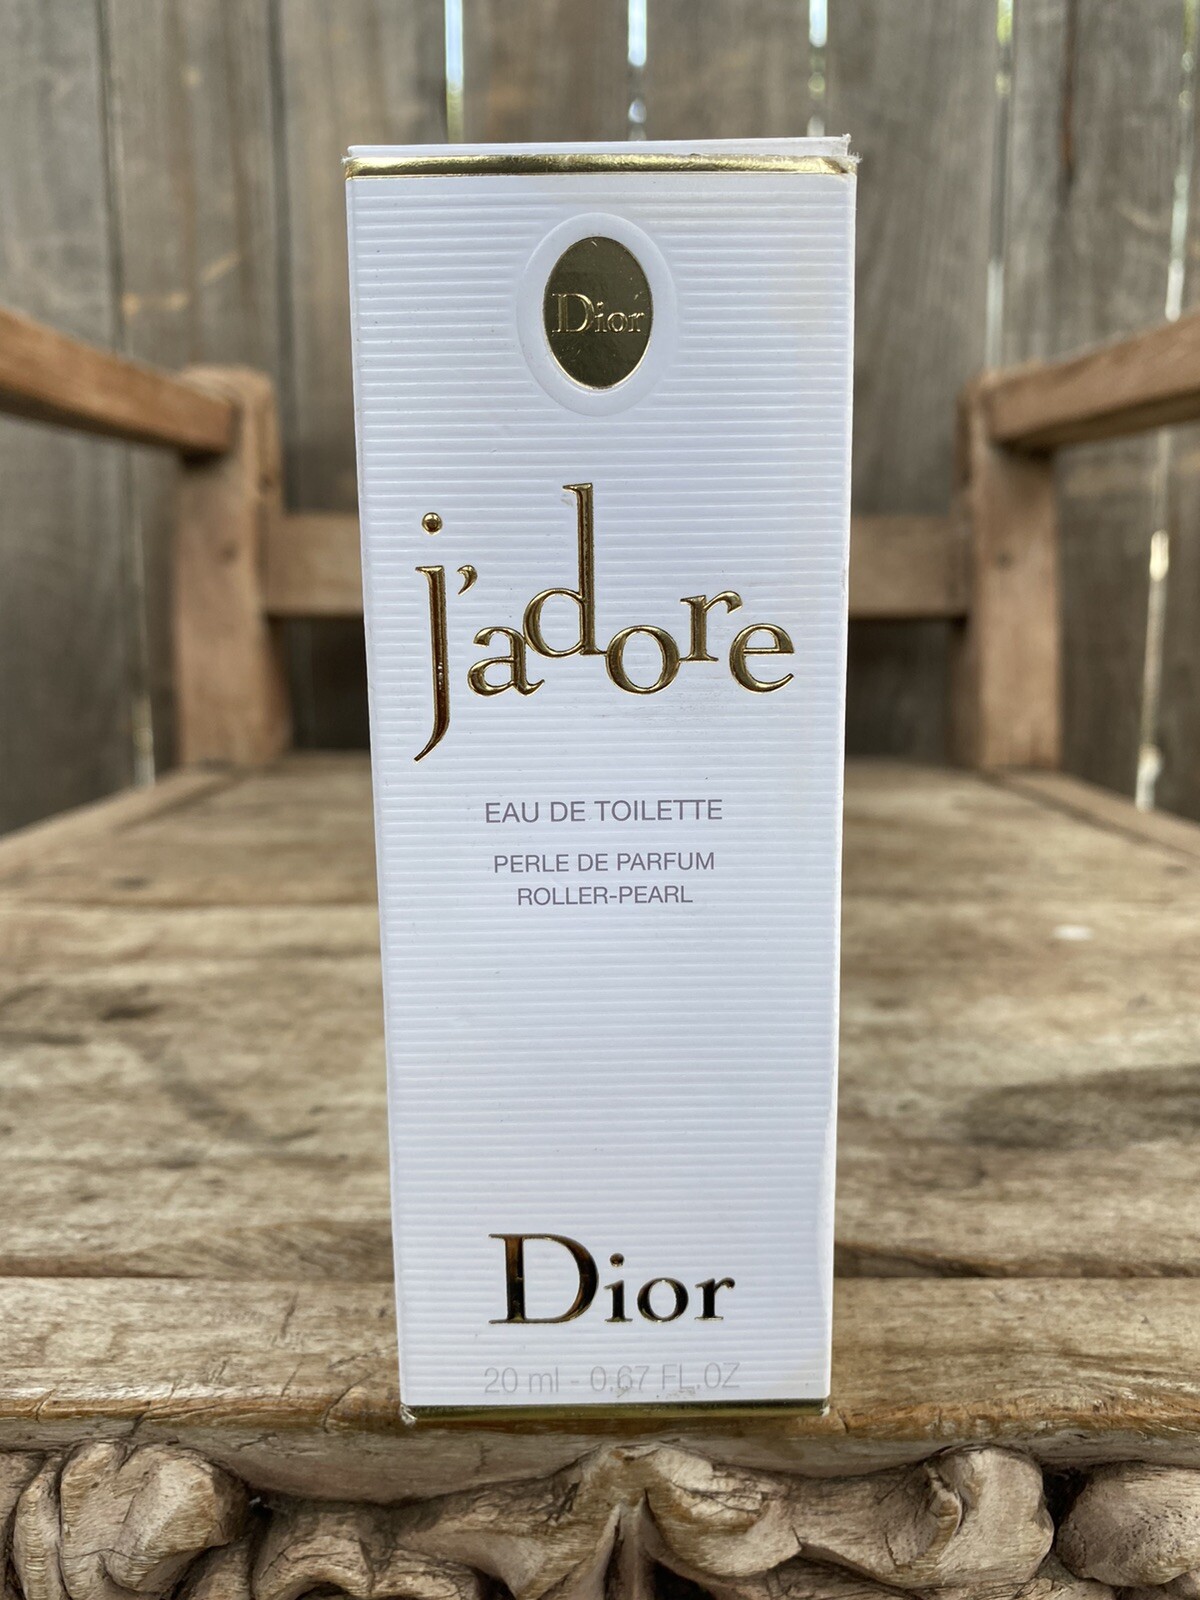 Dior
j'adore
EAU DE TOILETTE
PERLE DE PARFUM
ROLLER-PEARL
Dior
20 ml - 0.67 FL.OZ